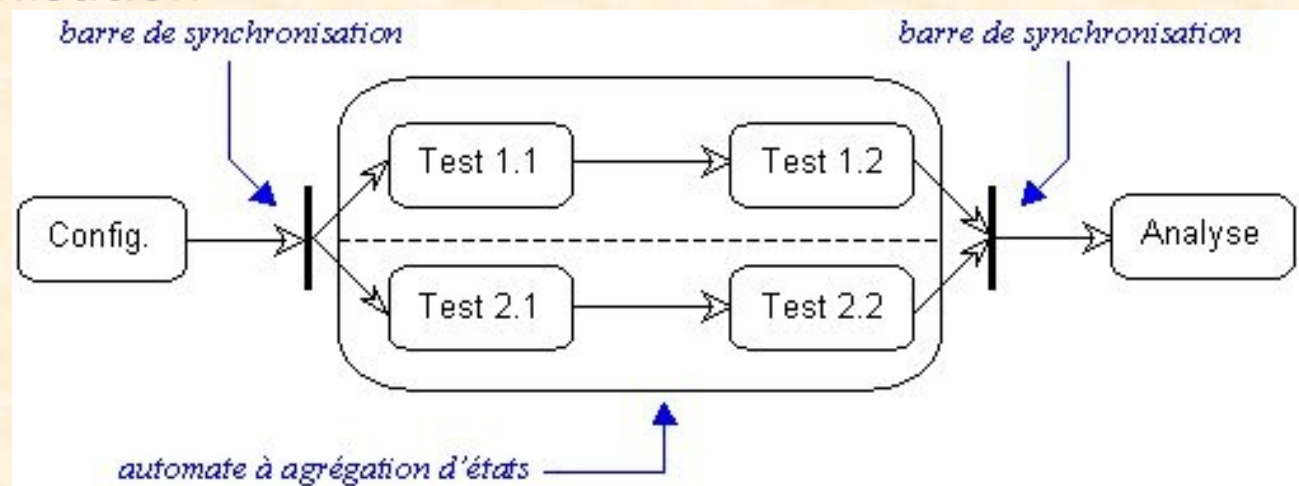 barre de synchronisation
barre de synchronisation
Test 1.1
Test 1.2
Config.
Analyse
Test 2.1
Test 2.2
automate à agrégation d'états